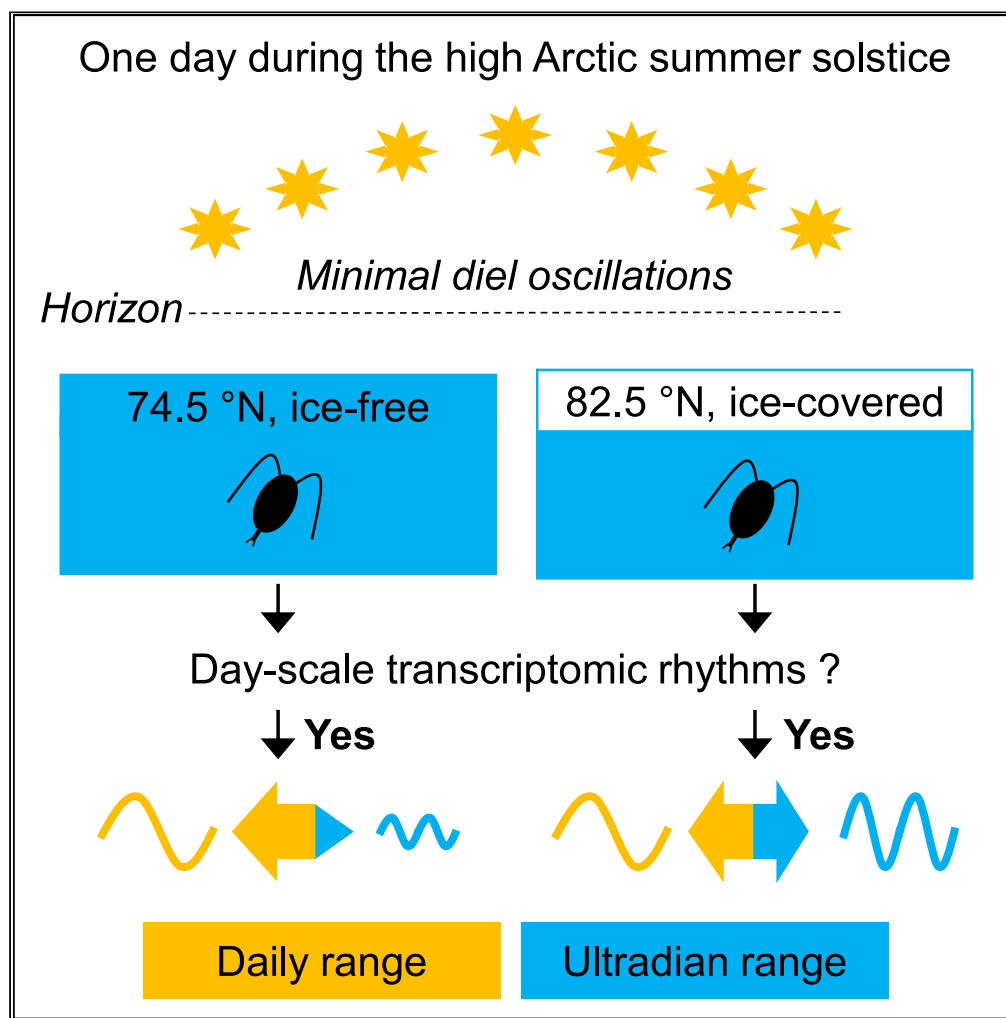 One day during the high Arctic summer solstice
Minimal diel oscillations
Horizon
74.5 °N, ice-free
82.5 °N, ice-covered
Day-scale transcriptomic rhythms ?
Yes
Yes
Daily range
Ultradian range